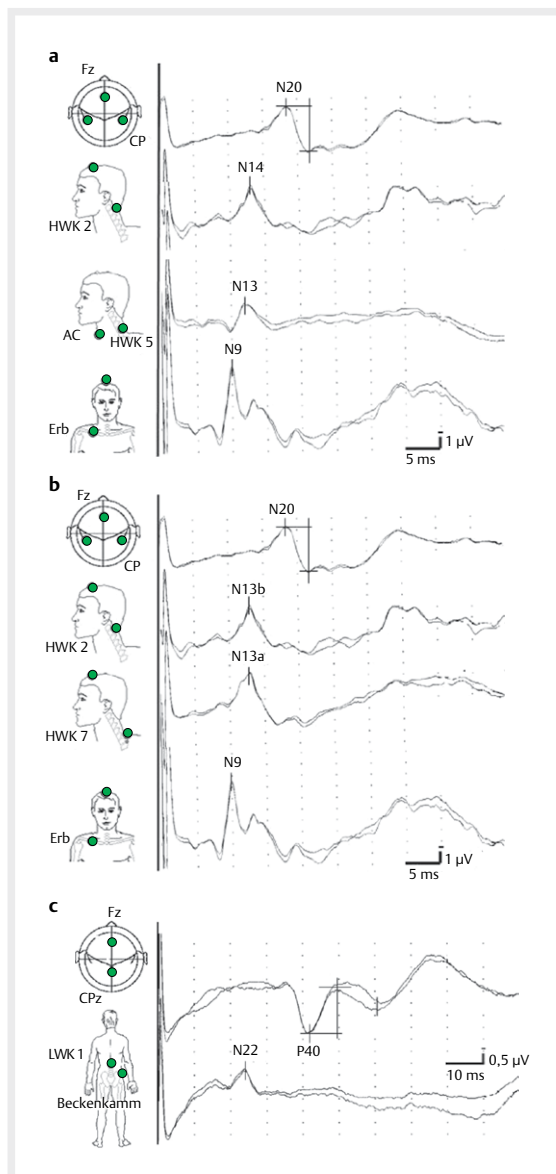 a
Fz
N20
CP
N14
HWK 2
N13
AC
HWK 5
N9
Erb
1 µV
5 ms
b
Fz
N20
CP
N13b
HWK 2
N13a
HWK 7
N9
Erb
1 µV
5 ms
c
Fz
CPz
LWK 1
N22
P40
0,5 µV
10 ms
Beckenkamm